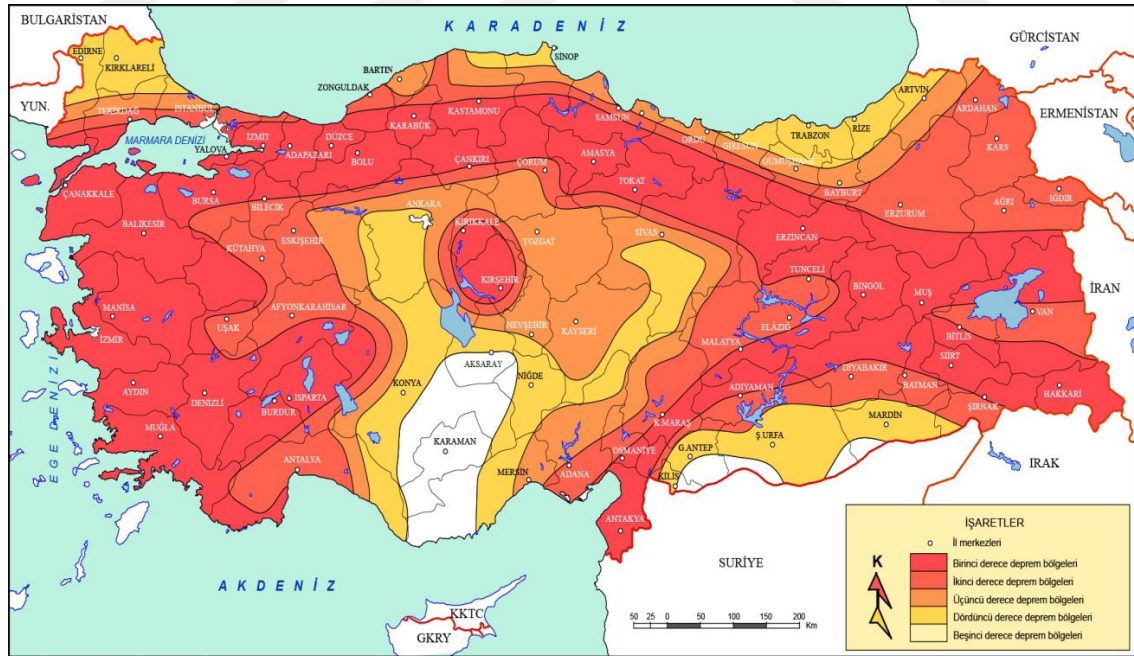 BULGARİSTAN
KARADENİZ
GÜRCİSTAN
EDİRNE
KIRKLARELİ
SİNOP
BARTIN
ZONGULDAK
YUN.
TEKİRDAĞ
İSTANBUL
KASTAMONU
SAMSUN
ARTVİN
ARDAHAN
ERMENİSTAN
MARMARA DENİZİ
İZMİT
DÜZCE
KARABÜK
ORDU
GİRESUN
TRABZON
RİZE
KARS
YALOVA
ADAPAZARI
BOLU
ÇANKIRI
ÇORUM
AMASYA
GÜMÜŞHANE
BAYBURT
ÇANAKKALE
BURSA
BİLECİK
TOKAT
ERZURUM
AĞRI
IĞDIR
BALIKESİR
ANKARA
KIRIKKALE
ESKİŞEHİR
YOZGAT
SİVAS
ERZİNCAN
KÜTAHYA
TUNCELİ
BİNGÖL
MUŞ
İRAN
MANİSA
AFYONKARAHİSAR
KIRŞEHİR
UŞAK
NEVŞEHİR
KAYSERİ
ELAZIĞ
VAN
İZMİR
BİTLİS
MALATYA
AKSARAY
SİİRT
AYDIN
DENİZLİ
BURDUR
ISPARTA
KONYA
NİĞDE
ADIYAMAN
DİYABAKIR
BATMAN
HAKKARİ
EGE DENİZİ
MUĞLA
K.MARAŞ
MARDİN
ŞIRNAK
KARAMAN
OSMANİYE
G.ANTEP
Ş.URFA
ANTALYA
MERSİN
ADANA
KİLİS
IRAK
ANTAKYA
SURİYE
AKDENİZ
KKTC
GKRY
50 25 0 50 100 150 200
Km
İŞARETLER
İl merkezleri
K
Birinci derece deprem bölgeleri
İkinci derece deprem bölgeleri
Üçüncü derece deprem bölgeleri
Dördüncü derece deprem bölgeleri
Beşinci derece deprem bölgeleri